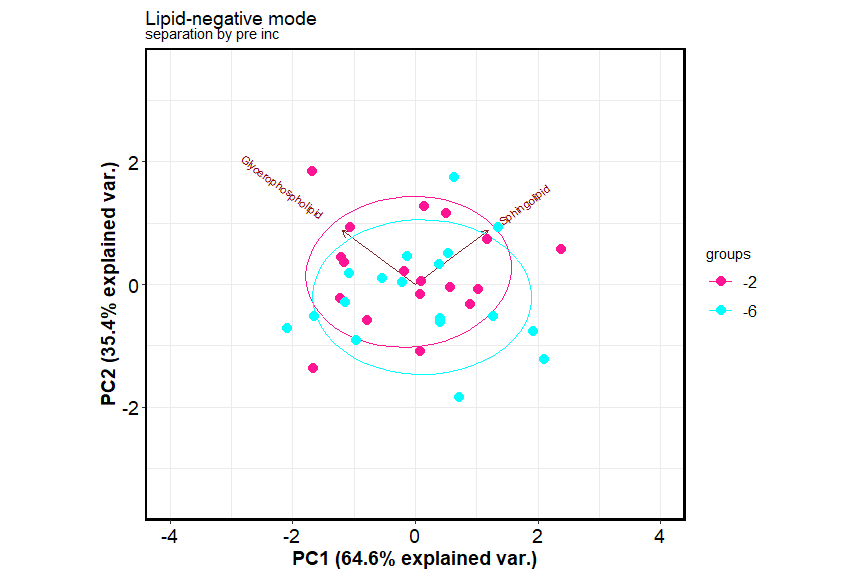 Lipid-negative mode
separation by pre inc
Glycerophospholipid
Sphingolipid
PC2 (35.4% explained var.)
2
0
-2
-4
-2
0
2
4
PC1 (64.6% explained var.)
groups
-2
-6